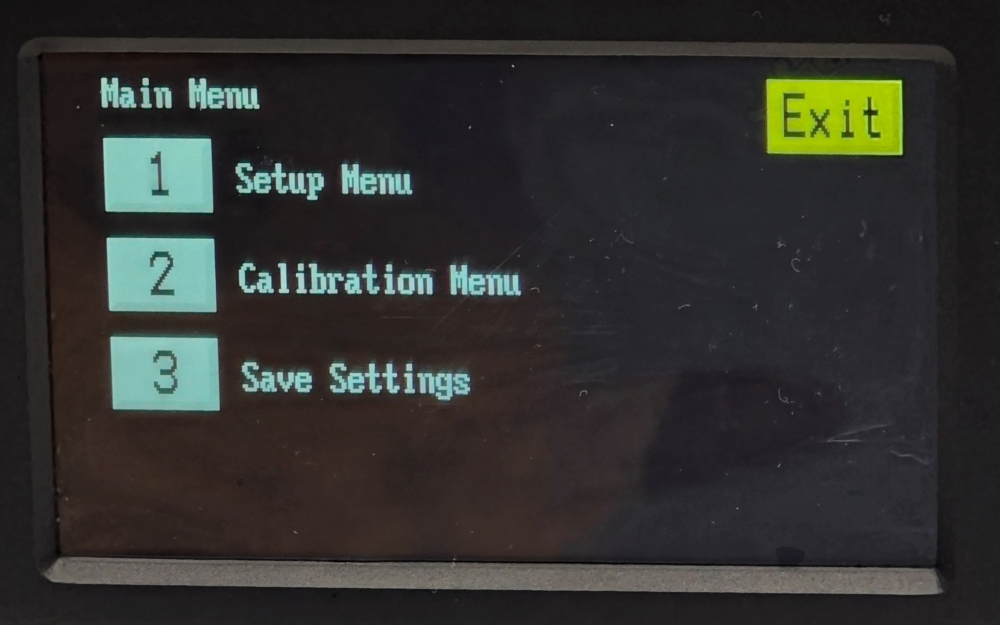 Main Menu
Exit
1 Setup Menu
2 Calibration Menu
3 Save Settings